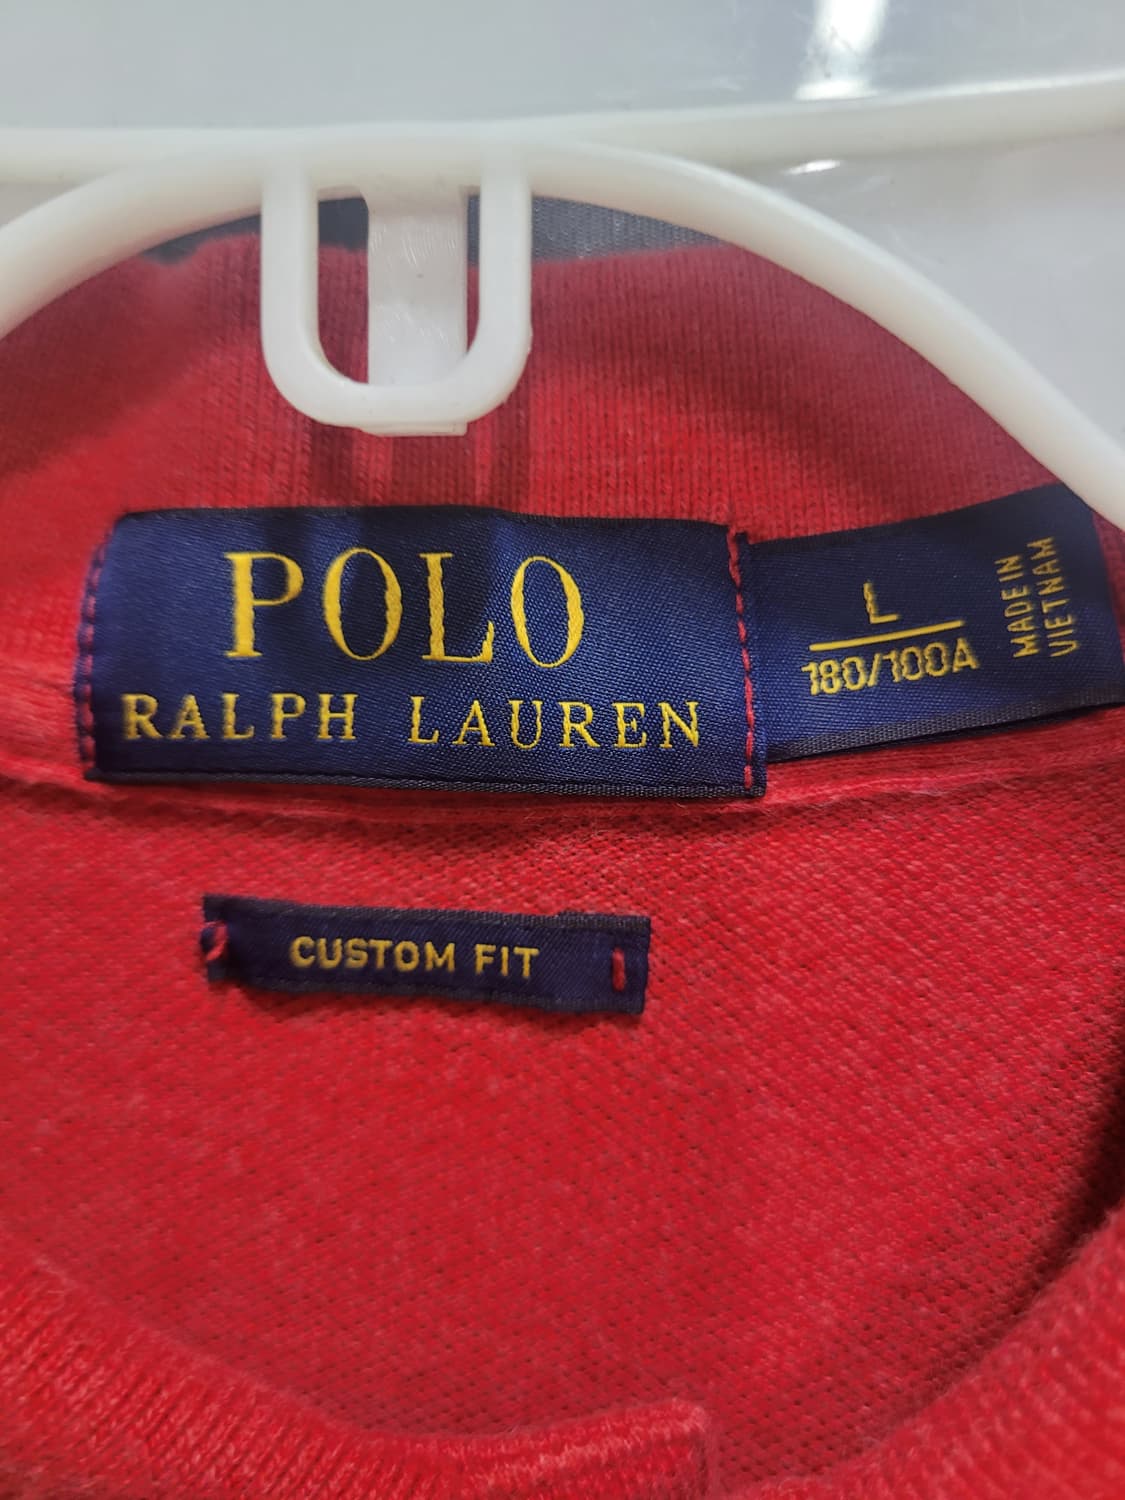 POLO
RALPH LAUREN
L
180/100A
MADE IN
VIETNAM
CUSTOM FIT